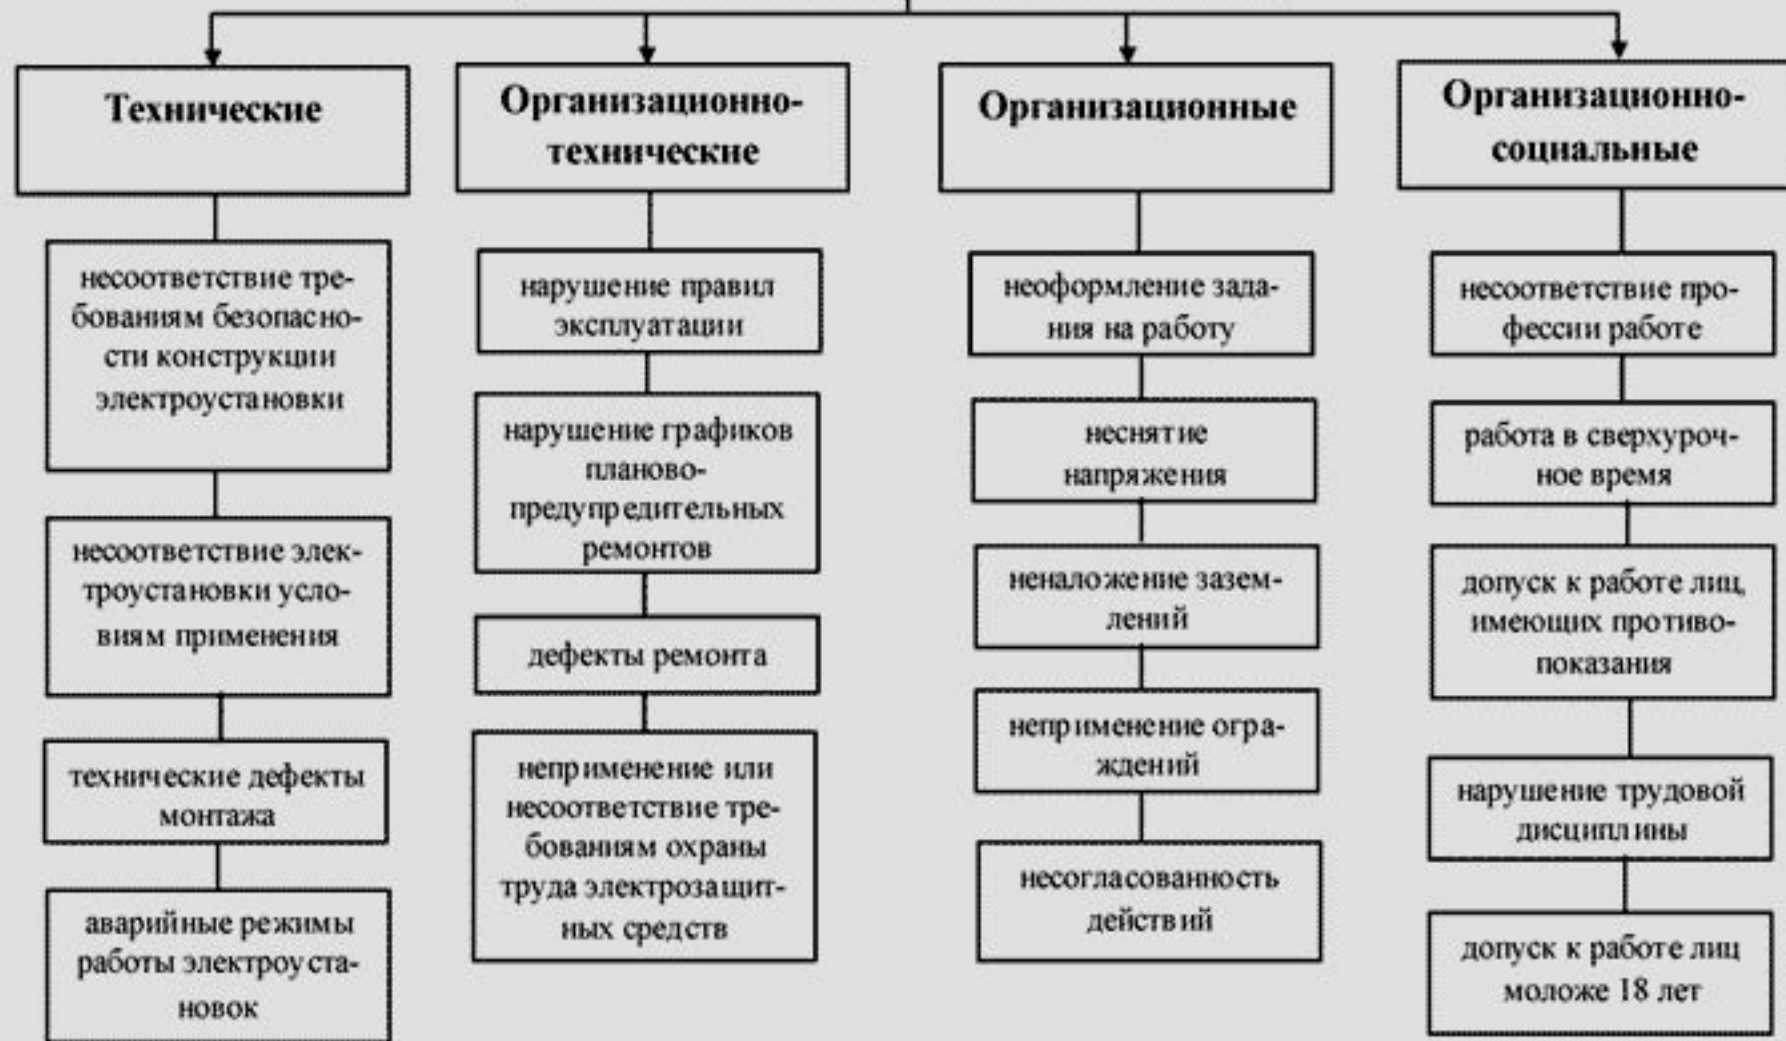 Технические
несоответствие тре-
бованиям безопасно-
сти конструкции
электроустановки
несоответствие элек-
троустановки усло-
виям применения
технические дефекты
монтажа
аварийные режимы
работы электроуста-
новок
Организационно-
технические
нарушение правил
эксплуатации
нарушение графиков
планово-
предупредительных
ремонтов
дефекты ремонта
неприменение или
несоответствие тре-
бованиям охраны
труда электрозащит-
ных средств
Организационные
неоформление зада-
ния на работу
неснятие
напряжения
неналожение зазем-
лений
неприменение огра-
ждений
несогласованность
действий
Организационно-
социальные
несоответствие про-
фессии работе
работа в сверхуроч-
ное время
допуск к работе лиц,
имеющих противо-
показания
нарушение трудовой
дисциплины
допуск к работе лиц
моложе 18 лет